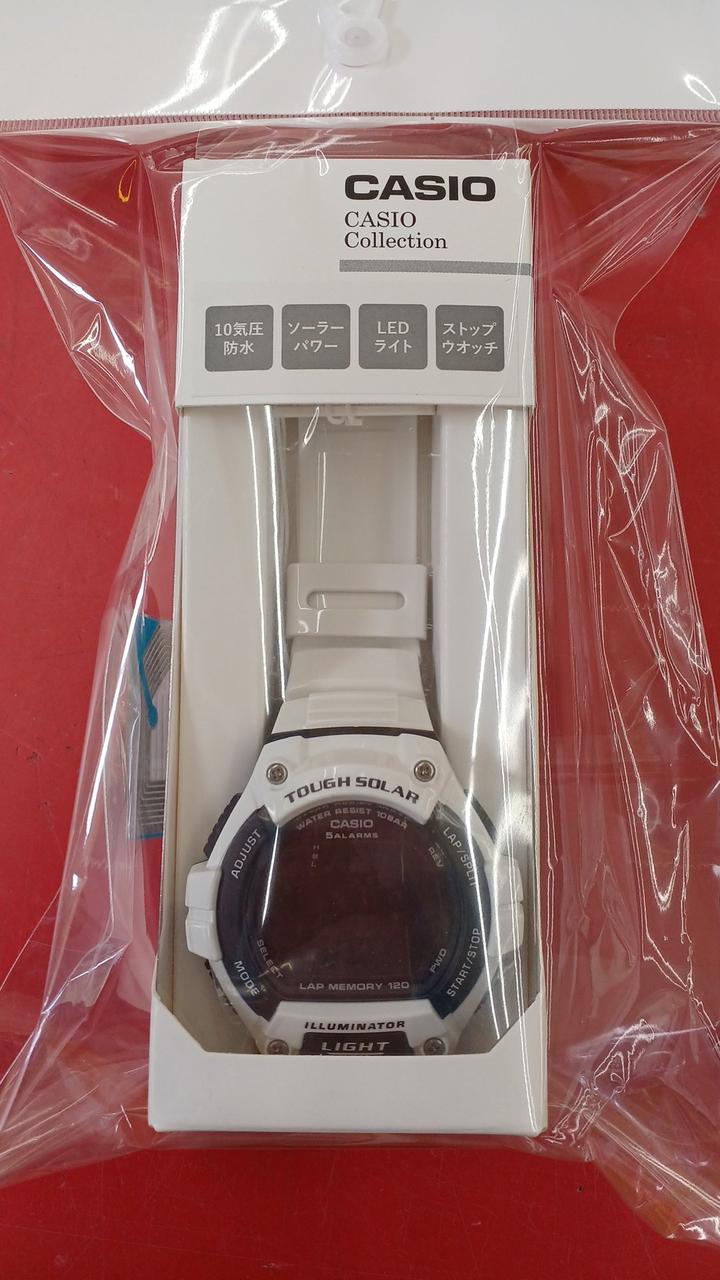 CASIO
CASIO
Collection
10気圧
防水
ソーラー
パワー
LED
ライト
ストップ
ウオッチ
TOUGH SOLAR
WATER RESIST 10BAR
CASIO
5 ALARMS
ADJUST
LAP/SPLIT
H
S
L
REV
SELECT
FWD
MODE
START/STOP
LAP MEMORY 120
ILLUMINATOR
LIGHT